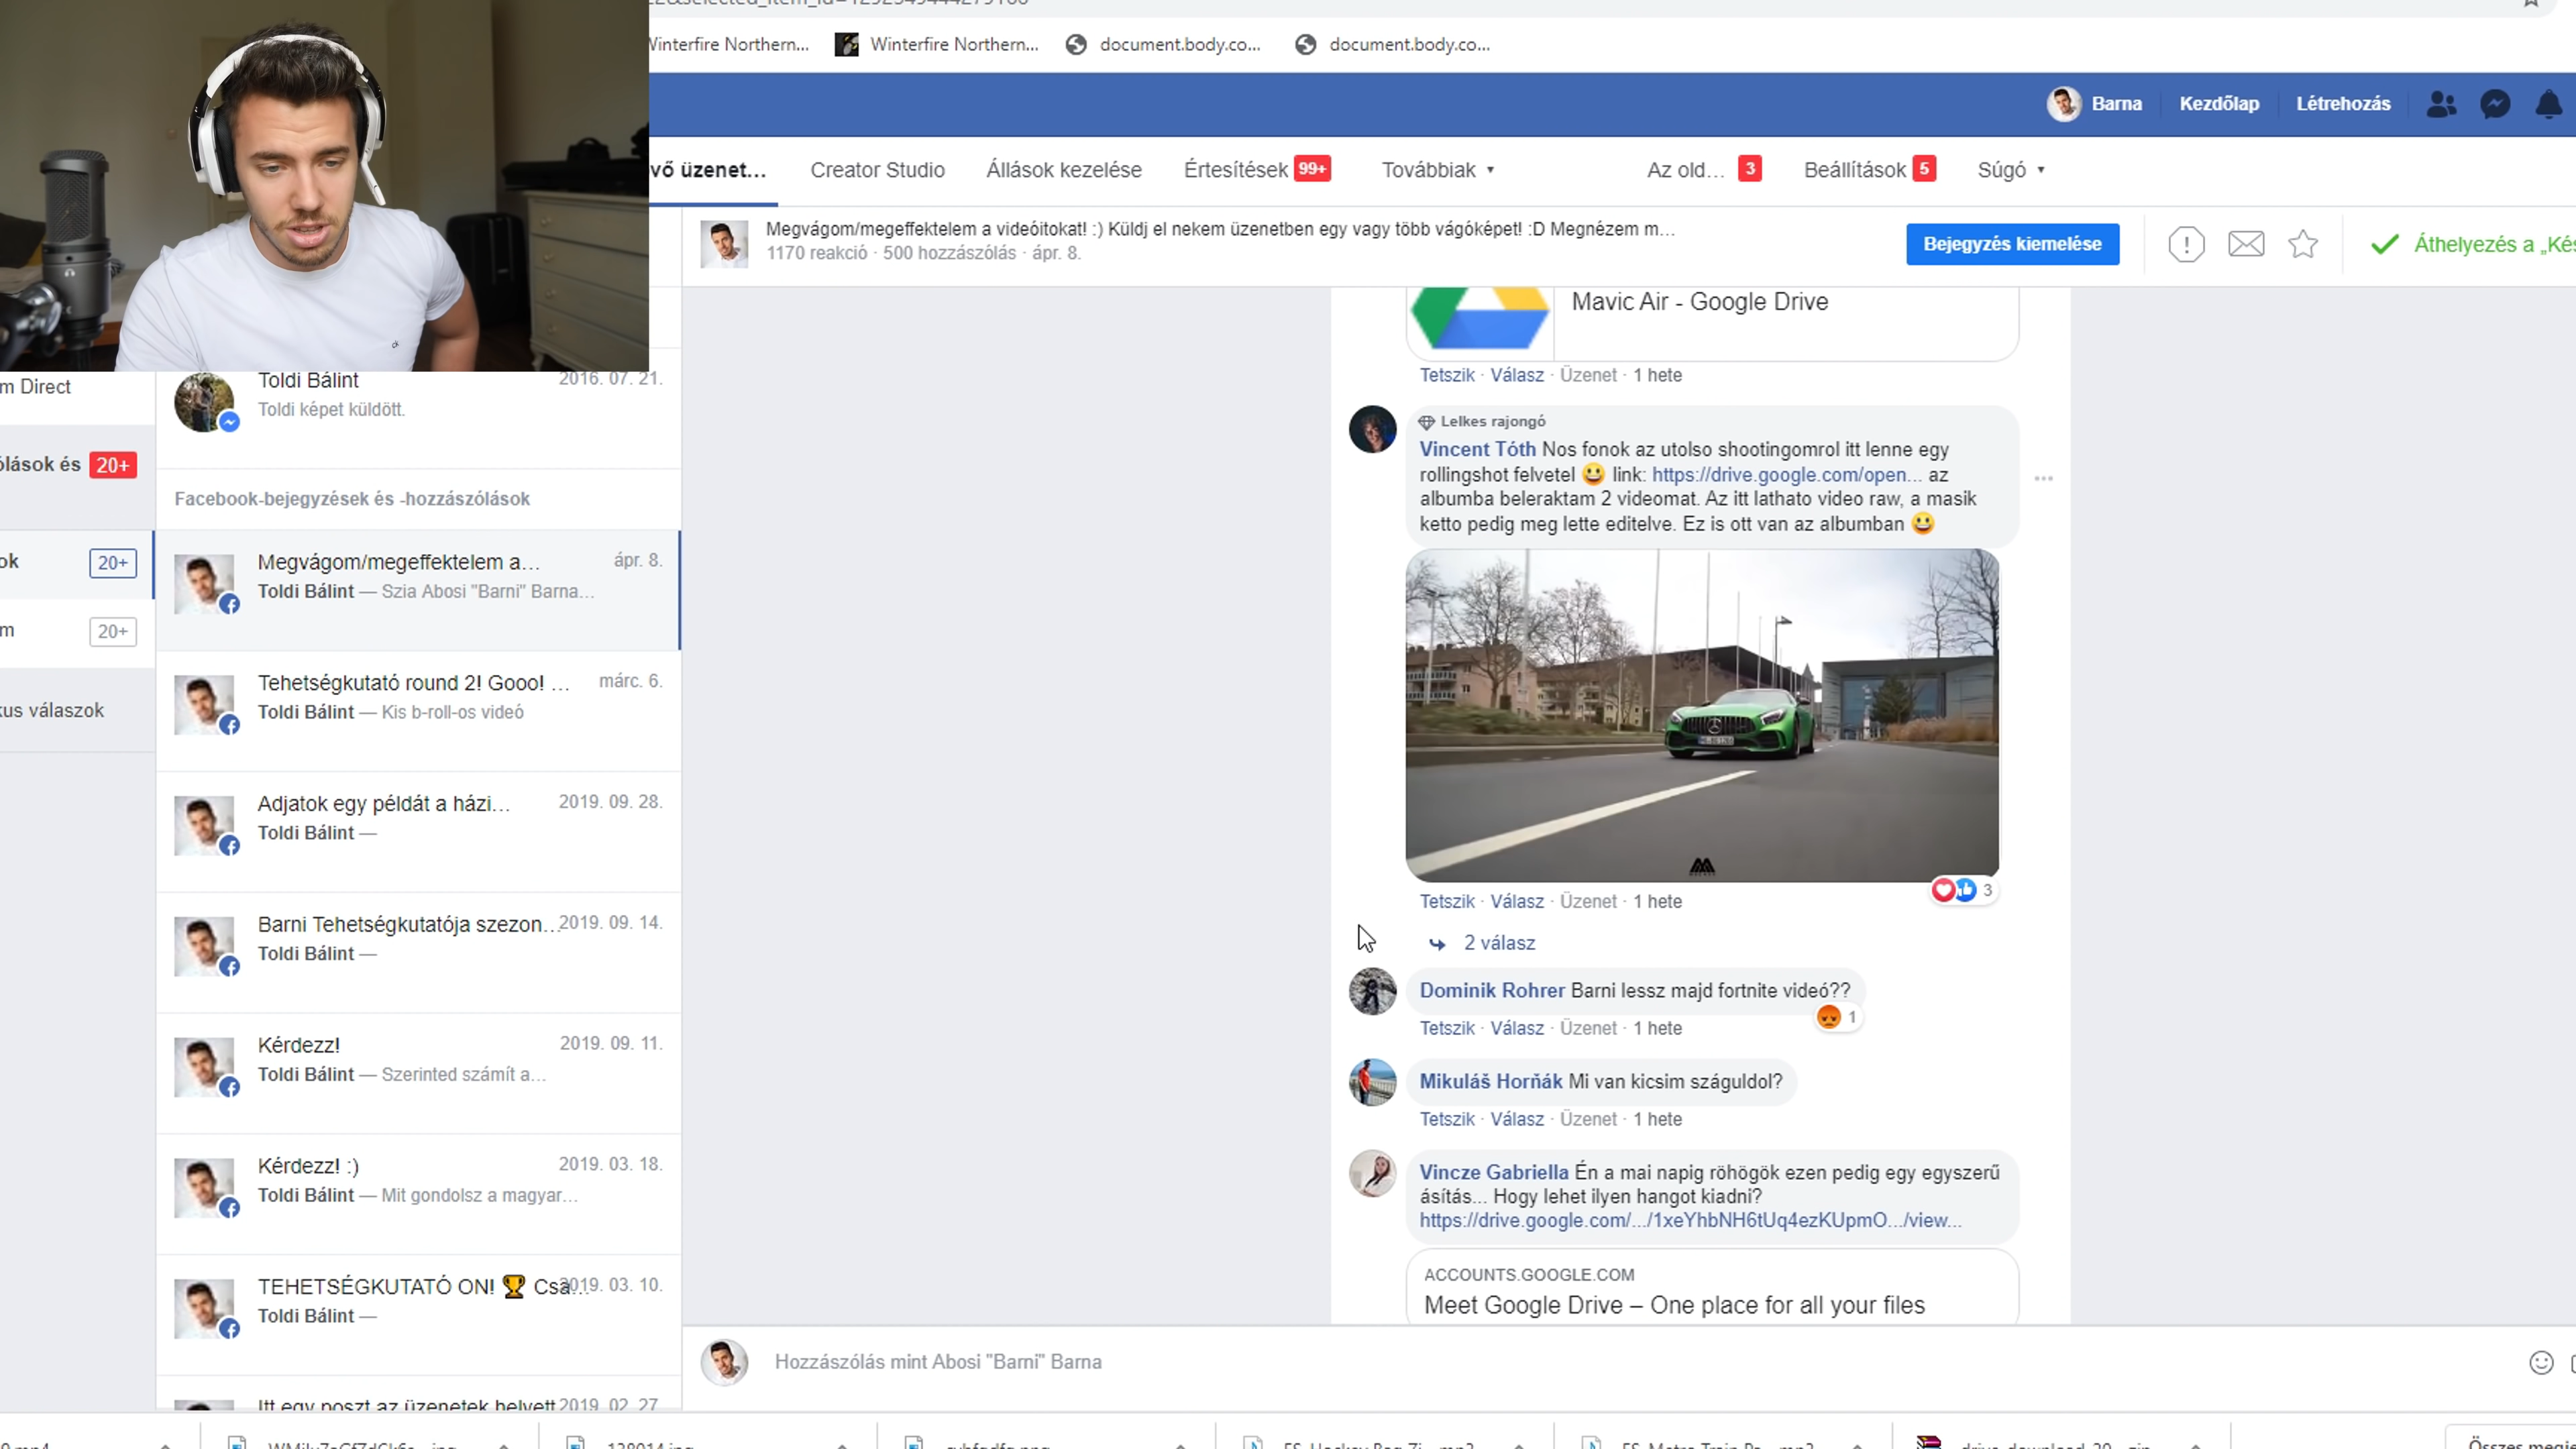 Winterfire Northern...
Winterfire Northern...
document.body.co...
document.body.co...
Barna
Kezdőlap
Létrehozás
vő üzenet...
Creator Studio
Állások kezelése
Értesítések 99+
Továbbiak
Az old... 3
Beállítások 5
Súgó
Megvágom/megeffektelem a videóitokat! :) Küldj el nekem üzenetben egy vagy több vágóképet! :D Megnézem m...
1170 reakció · 500 hozzászólás · ápr. 8.
Bejegyzés kiemelése
Áthelyezés a „Kés
m Direct
ólások és 20+
ok 20+
m 20+
kus válaszok
Toldi Bálint 2016. 07. 21.
Toldi képet küldött.
Facebook-bejegyzések és -hozzászólások
Megvágom/megeffektelem a... ápr. 8.
Toldi Bálint — Szia Abosi "Barni" Barna...
Tehetségkutató round 2! Gooo! ... márc. 6.
Toldi Bálint — Kis b-roll-os videó
Adjatok egy példát a házi... 2019. 09. 28.
Toldi Bálint —
Barni Tehetségkutatója szezon... 2019. 09. 14.
Toldi Bálint —
Kérdezz! 2019. 09. 11.
Toldi Bálint — Szerinted számít a...
Kérdezz! :) 2019. 03. 18.
Toldi Bálint — Mit gondolsz a magyar...
TEHETSÉGKUTATÓ ON! 🏆 Csa... 2019. 03. 10.
Toldi Bálint —
Itt egy poszt az üzenetek helyett 2019. 02. 27.
Mavic Air - Google Drive
Tetszik · Válasz · Üzenet · 1 hete
Lelkes rajongó
Vincent Tóth Nos fonok az utolso shootingomrol itt lenne egy
rollingshot felvetel 😀 link: https://drive.google.com/open... az
albumba beleraktam 2 videomat. Az itt lathato video raw, a masik
ketto pedig meg lette editelve. Ez is ott van az albumban 😀
3
Tetszik · Válasz · Üzenet · 1 hete
2 válasz
Dominik Rohrer Barni lessz majd fortnite videó??
1
Tetszik · Válasz · Üzenet · 1 hete
Mikuláš Horňák Mi van kicsim száguldol?
Tetszik · Válasz · Üzenet · 1 hete
Vincze Gabriella Én a mai napig röhögök ezen pedig egy egyszerű
ásítás... Hogy lehet ilyen hangot kiadni?
https://drive.google.com/.../1xeYhbNH6tUq4ezKUpmO.../view...
ACCOUNTS.GOOGLE.COM
Meet Google Drive – One place for all your files
Hozzászólás mint Abosi "Barni" Barna